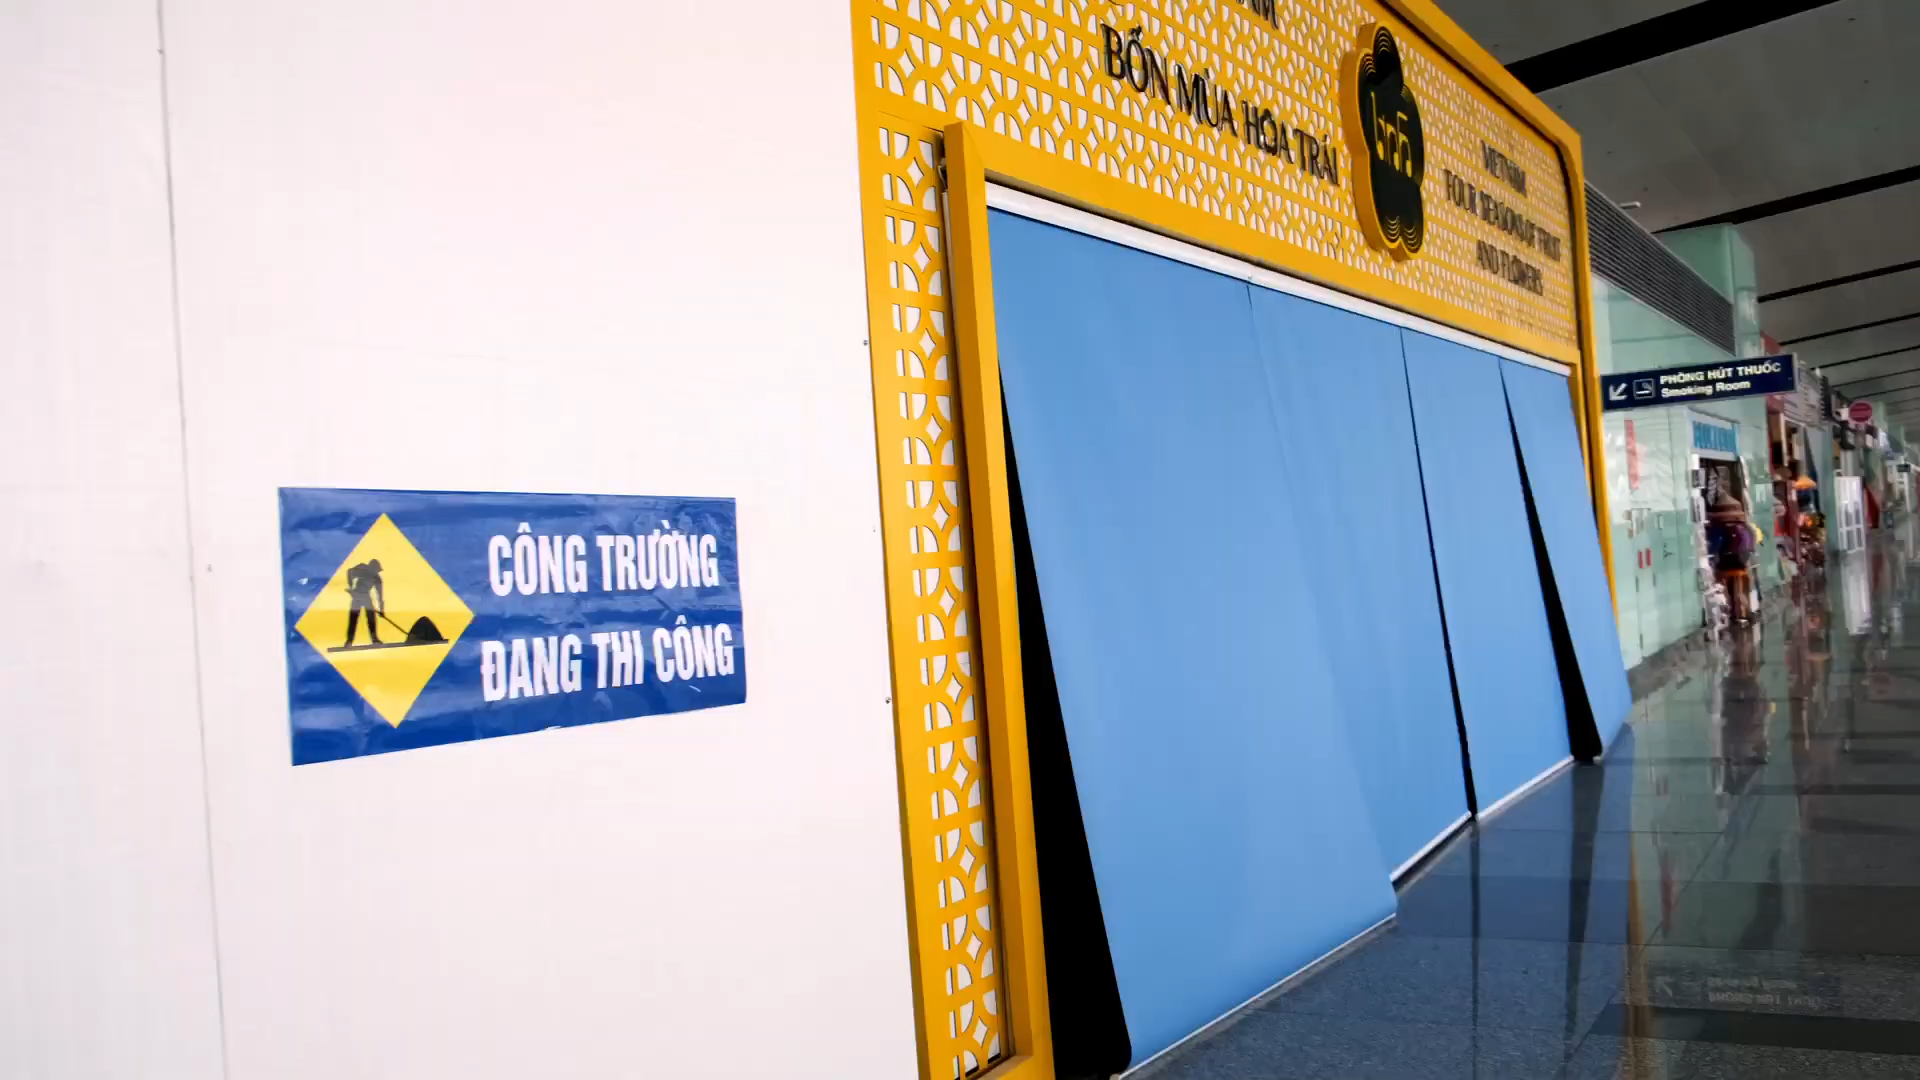 CÔNG TRƯỜNG
ĐANG THI CÔNG
BỐN MÙA HOA TRÁI
VIETNAM
FOUR SEASONS OF FRUIT
AND FLOWERS
PHÒNG HÚT THUỐC
Smoking Room